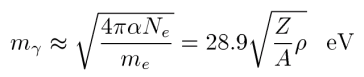 m_γ ≈ √(4παN_e / m_e) = 28.9 √(Z/A ρ) eV